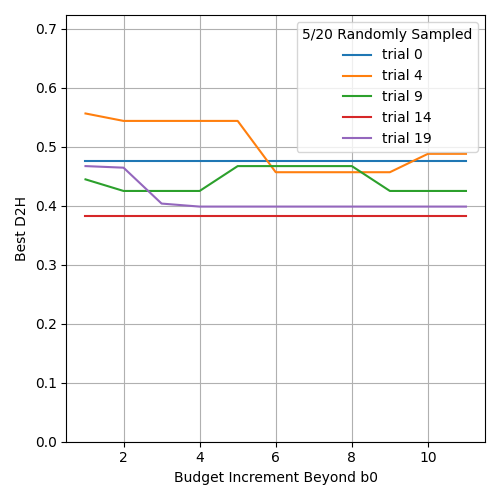 5/20 Randomly Sampled
trial 0
trial 4
trial 9
trial 14
trial 19
0.7
0.6
0.5
0.4
0.3
0.2
0.1
0.0
Best D2H
2 4 6 8 10
Budget Increment Beyond b0